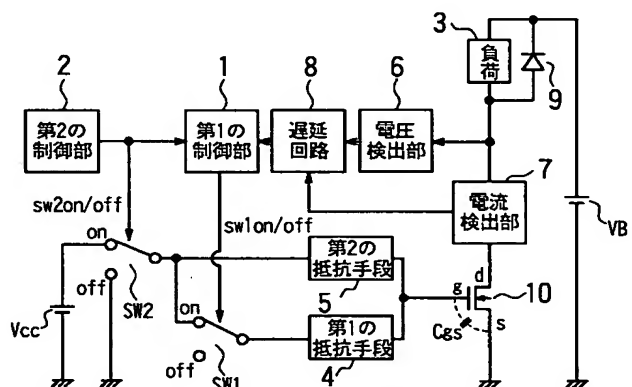 3
負荷
9
2
1
8
6
第2の
制御部
第1の
制御部
遅延
回路
電圧
検出部
7
電流
検出部
VB
sw2on/off
sw1on/off
on
off
SW2
Vcc
on
off
SW1
第2の
抵抗手段
5
第1の
抵抗手段
4
d
g
s
10
Cgs